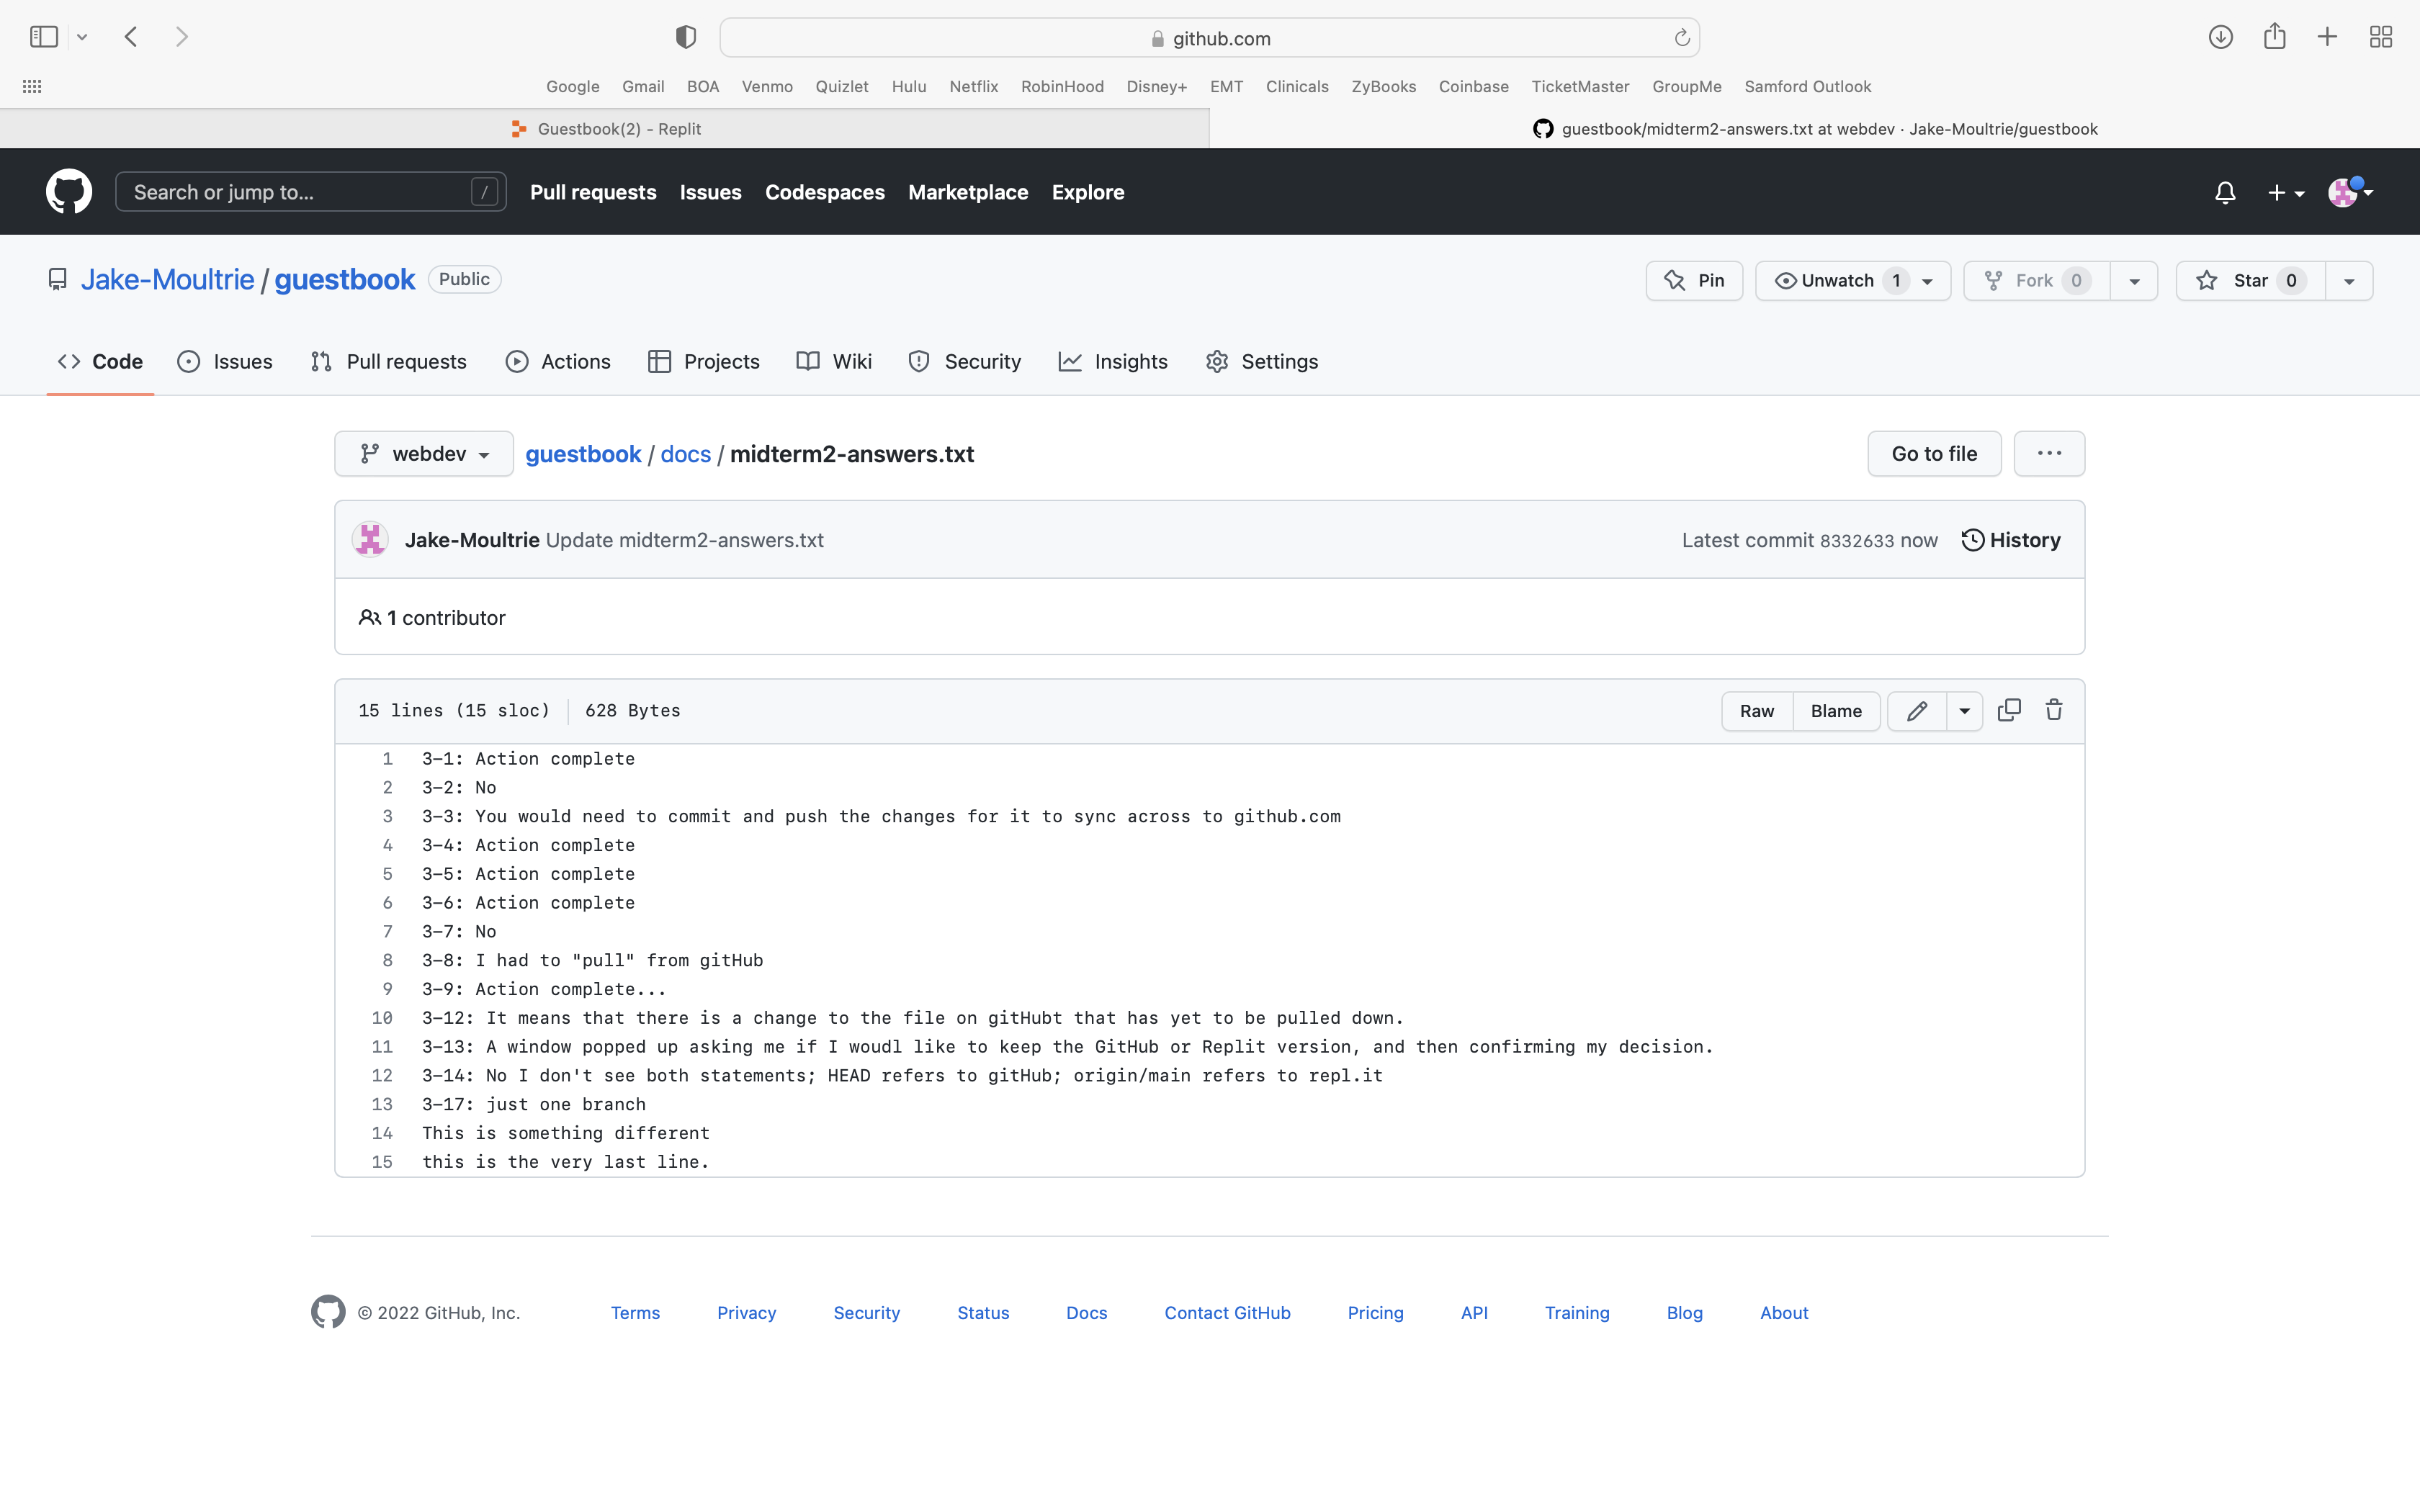 github.com
Google Gmail BOA Venmo Quizlet Hulu Netflix RobinHood Disney+ EMT Clinicals ZyBooks Coinbase TicketMaster GroupMe Samford Outlook
Guestbook(2) - Replit
guestbook/midterm2-answers.txt at webdev · Jake-Moultrie/guestbook
Search or jump to... / Pull requests Issues Codespaces Marketplace Explore
Jake-Moultrie / guestbook Public Pin Unwatch 1 Fork 0 Star 0
Code Issues Pull requests Actions Projects Wiki Security Insights Settings
webdev guestbook / docs / midterm2-answers.txt Go to file ...
Jake-Moultrie Update midterm2-answers.txt Latest commit 8332633 now History
1 contributor
15 lines (15 sloc) 628 Bytes Raw Blame
1 3-1: Action complete
2 3-2: No
3 3-3: You would need to commit and push the changes for it to sync across to github.com
4 3-4: Action complete
5 3-5: Action complete
6 3-6: Action complete
7 3-7: No
8 3-8: I had to "pull" from gitHub
9 3-9: Action complete...
10 3-12: It means that there is a change to the file on gitHubt that has yet to be pulled down.
11 3-13: A window popped up asking me if I woudl like to keep the GitHub or Replit version, and then confirming my decision.
12 3-14: No I don't see both statements; HEAD refers to gitHub; origin/main refers to repl.it
13 3-17: just one branch
14 This is something different
15 this is the very last line.
© 2022 GitHub, Inc. Terms Privacy Security Status Docs Contact GitHub Pricing API Training Blog About